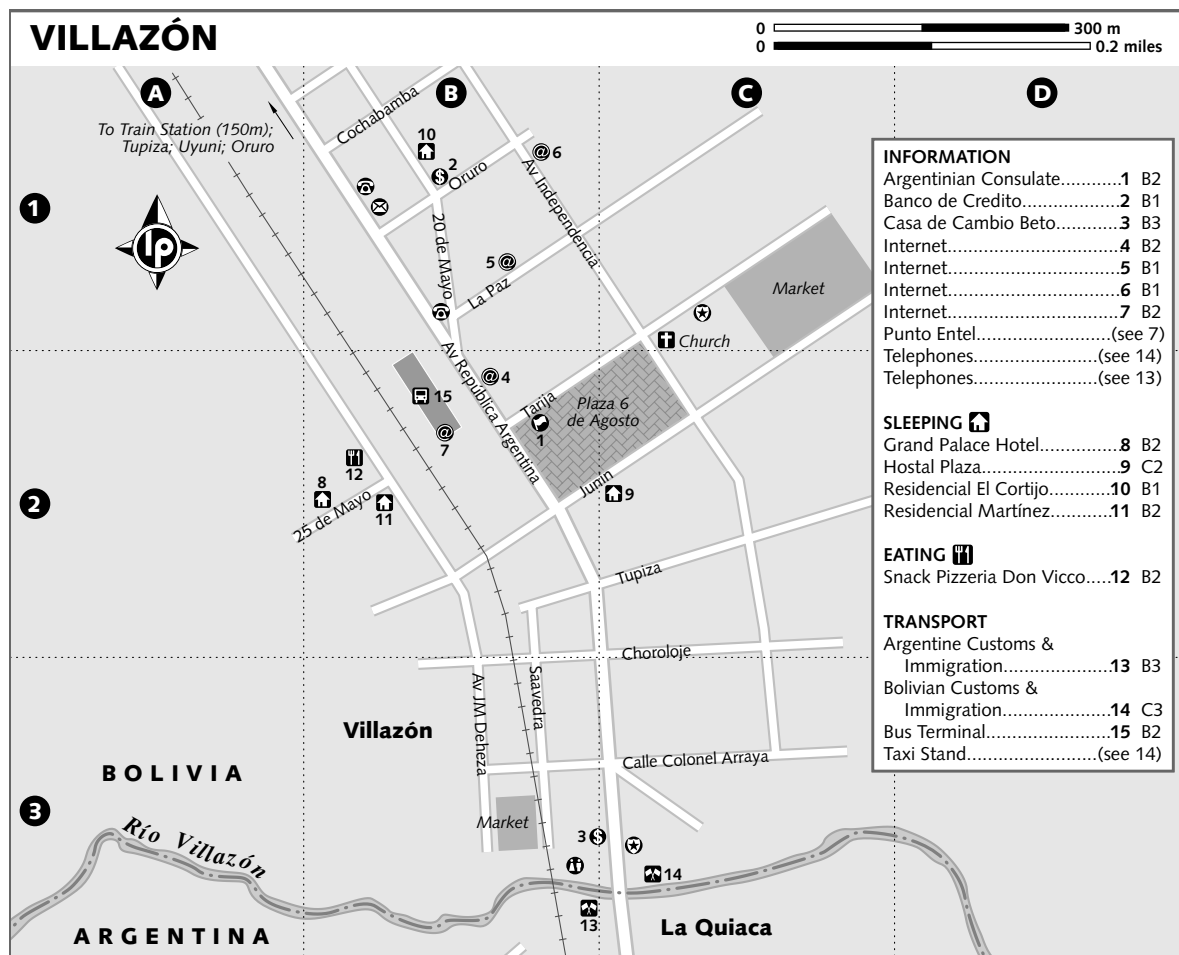 VILLAZÓN
0 300 m
0 0.2 miles
A
B
C
D
To Train Station (150m);
Tupiza; Uyuni; Oruro
Cochabamba
10
2
6
Oruro
Av Independencia
1
lp
20 de Mayo
5
La Paz
Market
Church
Av República Argentina
4
15
Tarija
Plaza 6
de Agosto
1
7
12
8
Junín
9
2
11
25 de Mayo
Tupiza
Choroloje
Saavedra
Av JM Deheza
Villazón
Calle Colonel Arraya
BOLIVIA
3
Río Villazón
Market
3
14
13
La Quiaca
ARGENTINA
INFORMATION
Argentinian Consulate............1 B2
Banco de Credito...................2 B1
Casa de Cambio Beto.............3 B3
Internet................................4 B2
Internet................................5 B1
Internet................................6 B1
Internet................................7 B2
Punto Entel.........................(see 7)
Telephones........................(see 14)
Telephones........................(see 13)
SLEEPING
Grand Palace Hotel................8 B2
Hostal Plaza..........................9 C2
Residencial El Cortijo............10 B1
Residencial Martínez............11 B2
EATING
Snack Pizzeria Don Vicco.....12 B2
TRANSPORT
Argentine Customs &
Immigration.......................13 B3
Bolivian Customs &
Immigration.......................14 C3
Bus Terminal.......................15 B2
Taxi Stand..........................(see 14)